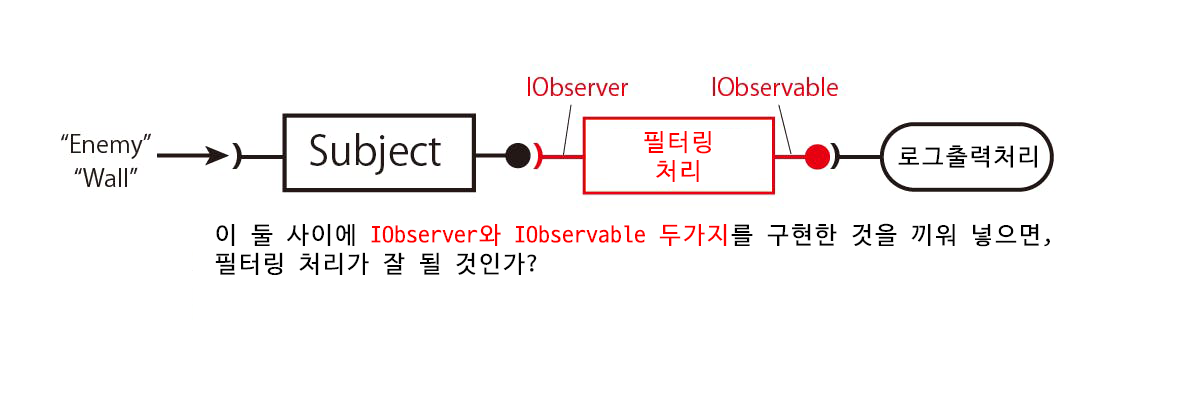 IObserver
IObservable
“Enemy”
“Wall”
Subject
필터링
처리
로그출력처리
이 둘 사이에 IObserver와 IObservable 두가지를 구현한 것을 끼워 넣으면,
필터링 처리가 잘 될 것인가?